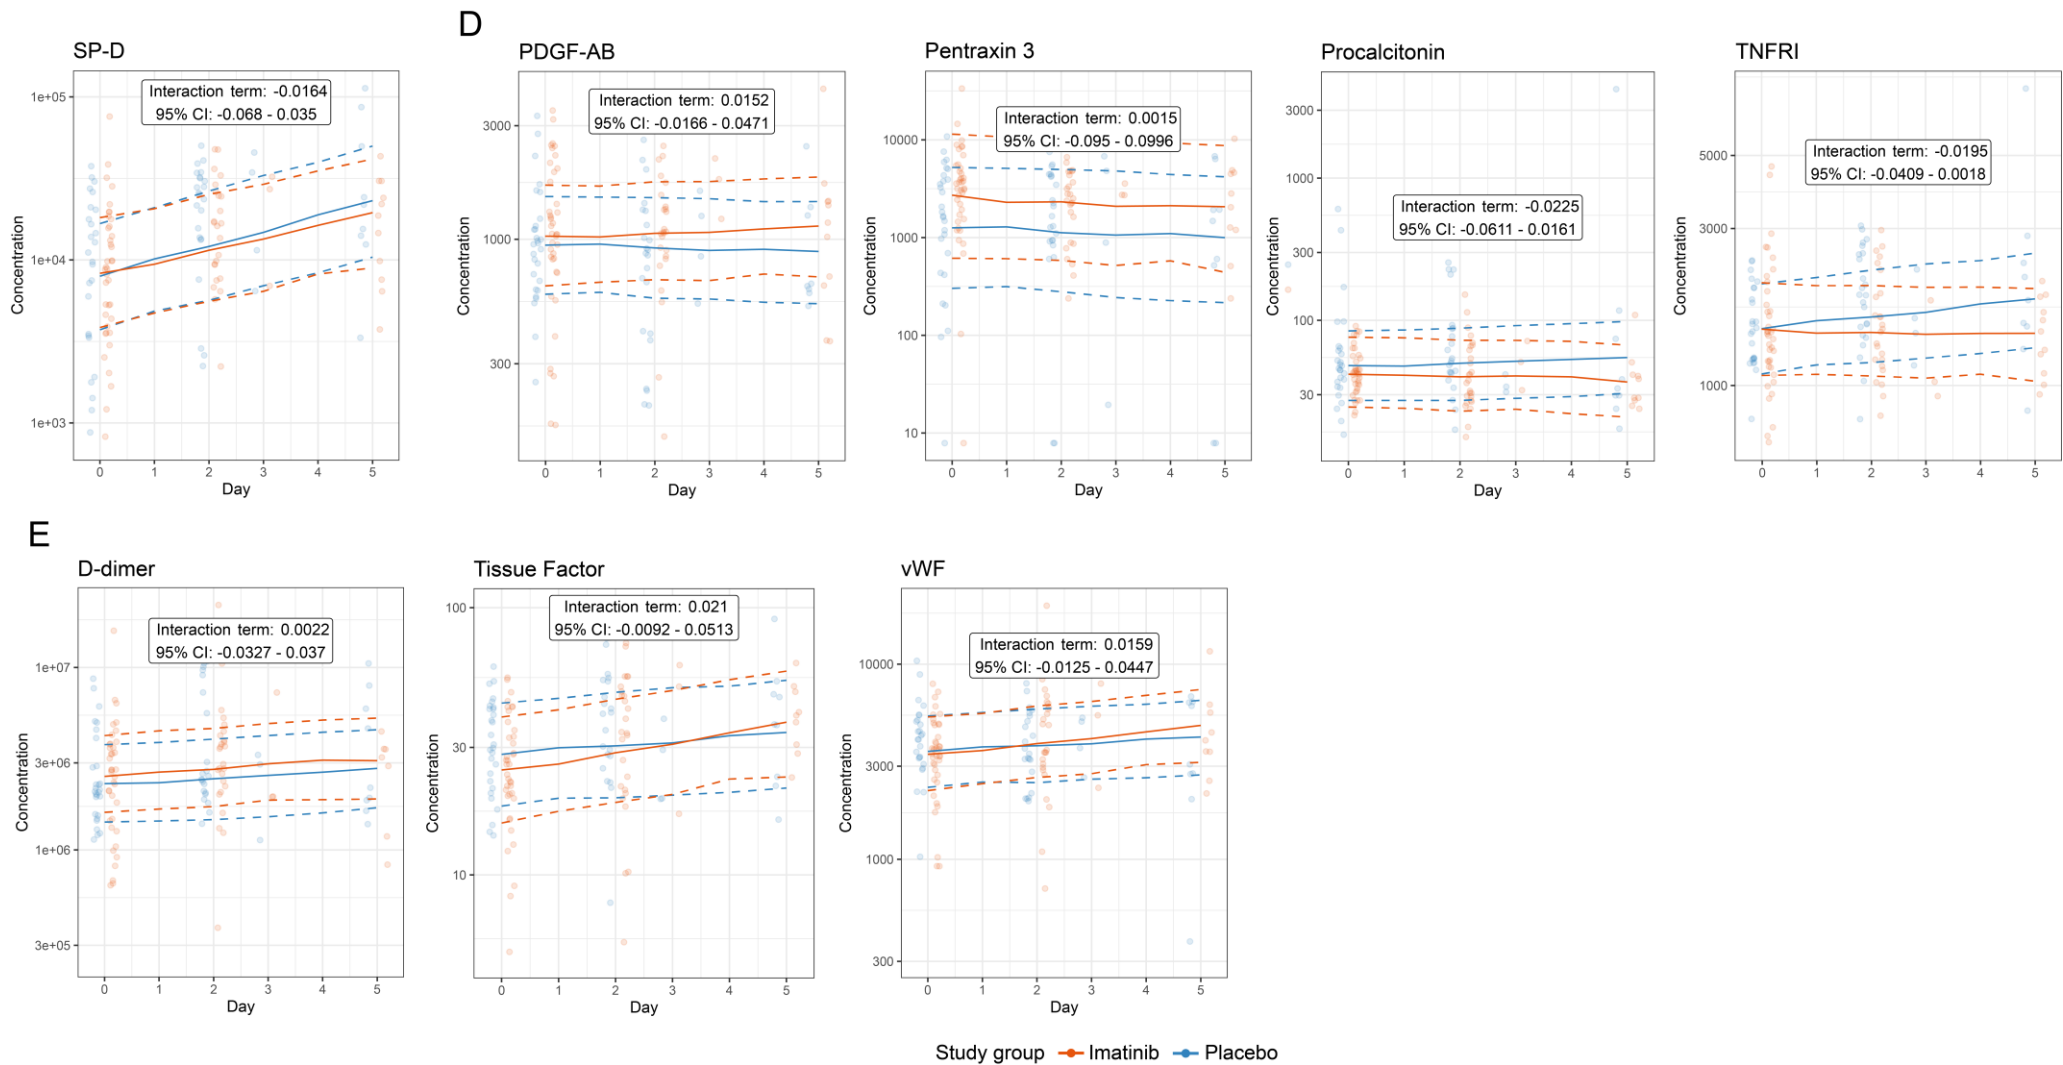 D
SP-D
Interaction term: -0.0164
95% CI: -0.068 - 0.035
1e+05
1e+04
1e+03
Concentration
0 1 2 3 4 5
Day
PDGF-AB
Interaction term: 0.0152
95% CI: -0.0166 - 0.0471
3000
1000
300
Concentration
0 1 2 3 4 5
Day
Pentraxin 3
Interaction term: 0.0015
95% CI: -0.095 - 0.0996
10000
1000
100
10
Concentration
0 1 2 3 4 5
Day
Procalcitonin
Interaction term: -0.0225
95% CI: -0.0611 - 0.0161
3000
1000
300
100
30
Concentration
0 1 2 3 4 5
Day
TNFRI
Interaction term: -0.0195
95% CI: -0.0409 - 0.0018
5000
3000
1000
Concentration
0 1 2 3 4 5
Day
E
D-dimer
Interaction term: 0.0022
95% CI: -0.0327 - 0.037
1e+07
3e+06
1e+06
3e+05
Concentration
0 1 2 3 4 5
Day
Tissue Factor
Interaction term: 0.021
95% CI: -0.0092 - 0.0513
100
30
10
Concentration
0 1 2 3 4 5
Day
vWF
Interaction term: 0.0159
95% CI: -0.0125 - 0.0447
10000
3000
1000
300
Concentration
0 1 2 3 4 5
Day
Study group Imatinib Placebo